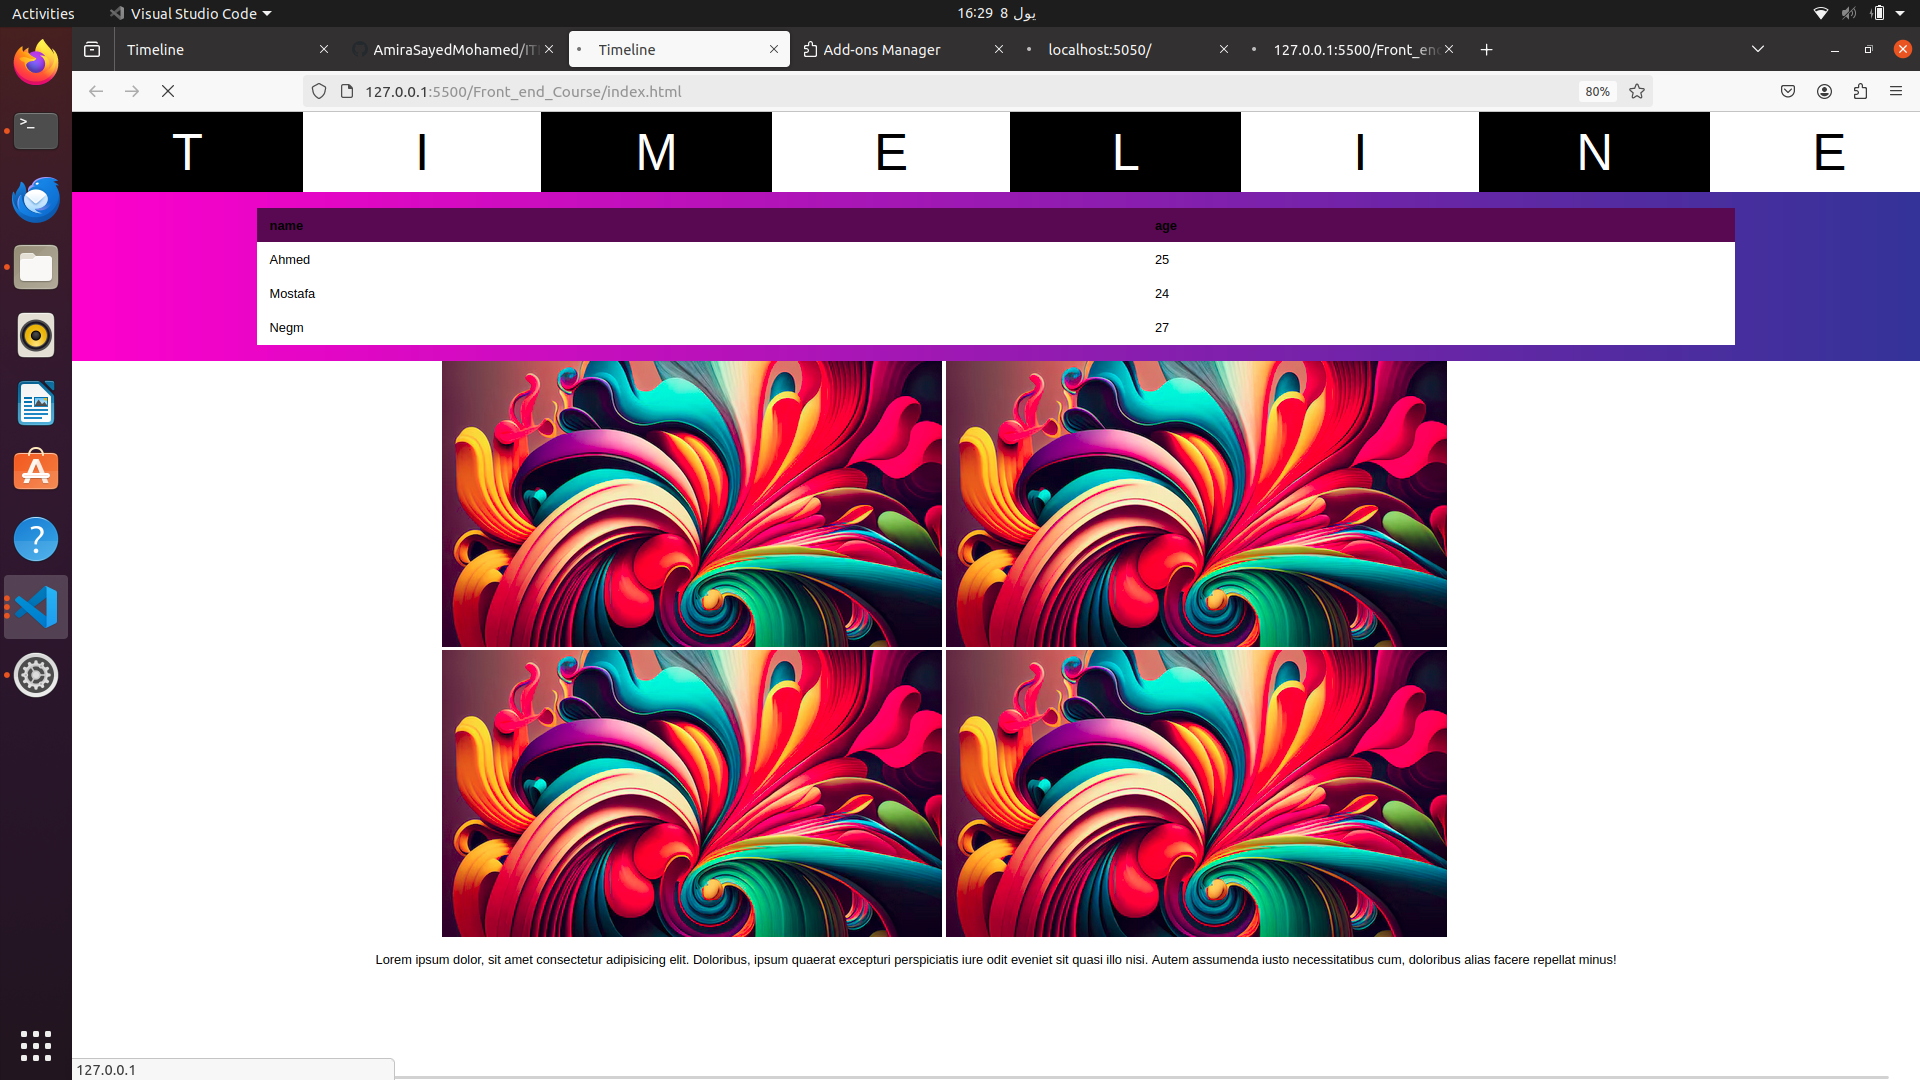 Activities Visual Studio Code 16:29 8 يول
Timeline AmiraSayedMohamed/IT Timeline Add-ons Manager localhost:5050/ 127.0.0.1:5500/Front_en
127.0.0.1:5500/Front_end_Course/index.html 80%
T I M E L I N E
name age
Ahmed 25
Mostafa 24
Negm 27
Lorem ipsum dolor, sit amet consectetur adipisicing elit. Doloribus, ipsum quaerat excepturi perspiciatis iure odit eveniet sit quasi illo nisi. Autem assumenda iusto necessitatibus cum, doloribus alias facere repellat minus!
127.0.0.1